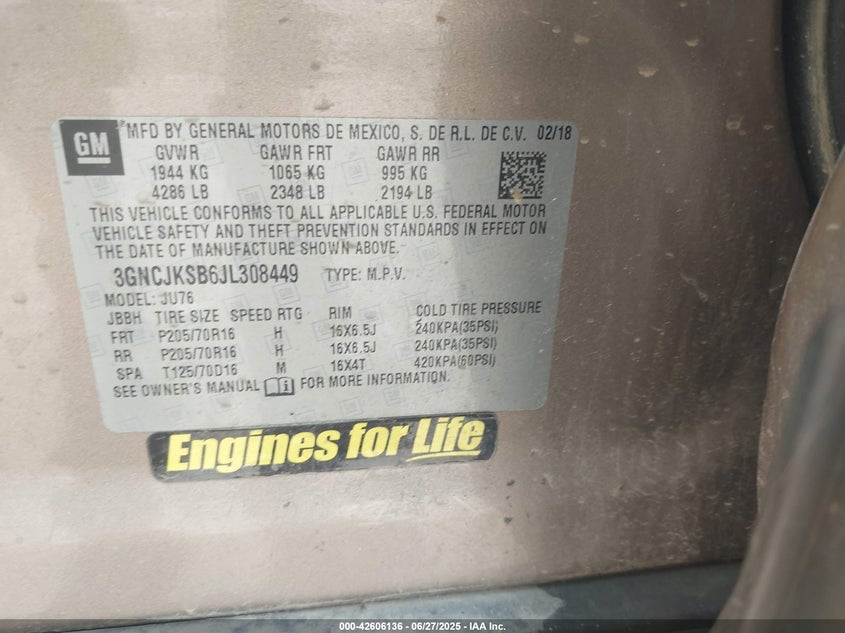 GM
MFD BY GENERAL MOTORS DE MEXICO, S. DE R.L. DE C.V. 02/18
GVWR GAWR FRT GAWR RR
1944 KG 1065 KG 995 KG
4286 LB 2348 LB 2194 LB
THIS VEHICLE CONFORMS TO ALL APPLICABLE U.S. FEDERAL MOTOR
VEHICLE SAFETY AND THEFT PREVENTION STANDARDS IN EFFECT ON
THE DATE OF MANUFACTURE SHOWN ABOVE.
3GNCJKSB6JL308449 TYPE: M.P.V.
MODEL: JU76
JBBH TIRE SIZE SPEED RTG RIM COLD TIRE PRESSURE
FRT P205/70R16 H 16X6.5J 240KPA(35PSI)
RR P205/70R16 H 16X6.5J 240KPA(35PSI)
SPA T125/70D16 M 16X4T 420KPA(60PSI)
SEE OWNER'S MANUAL FOR MORE INFORMATION.
Engines for Life
000-42606136 - 06/27/2025 - IAA Inc.